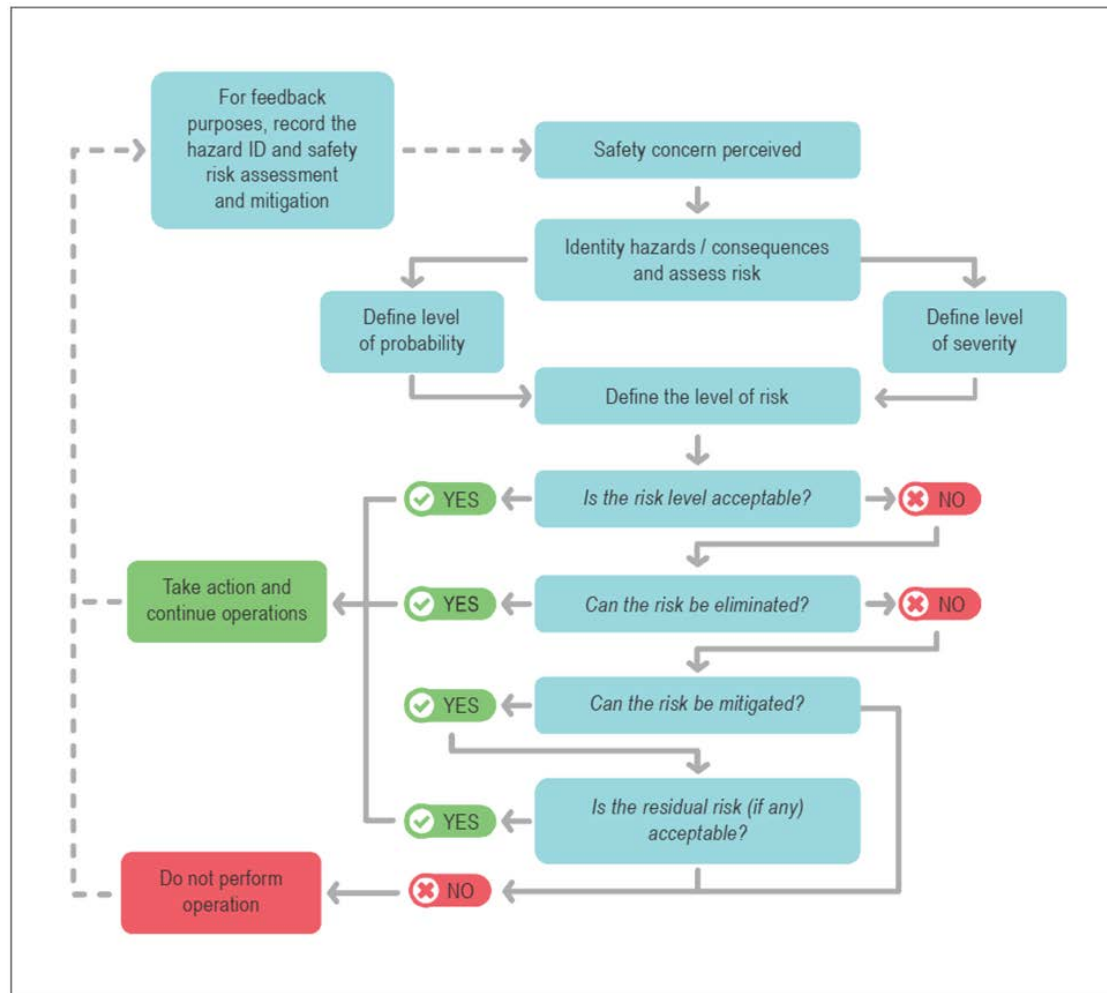 For feedback
purposes, record the
hazard ID and safety
risk assessment
and mitigation
Safety concern perceived
Identity hazards / consequences
and assess risk
Define level
of probability
Define level
of severity
Define the level of risk
YES
Is the risk level acceptable?
NO
Take action and
continue operations
YES
Can the risk be eliminated?
NO
YES
Can the risk be mitigated?
YES
Is the residual risk (if any)
acceptable?
Do not perform
operation
NO